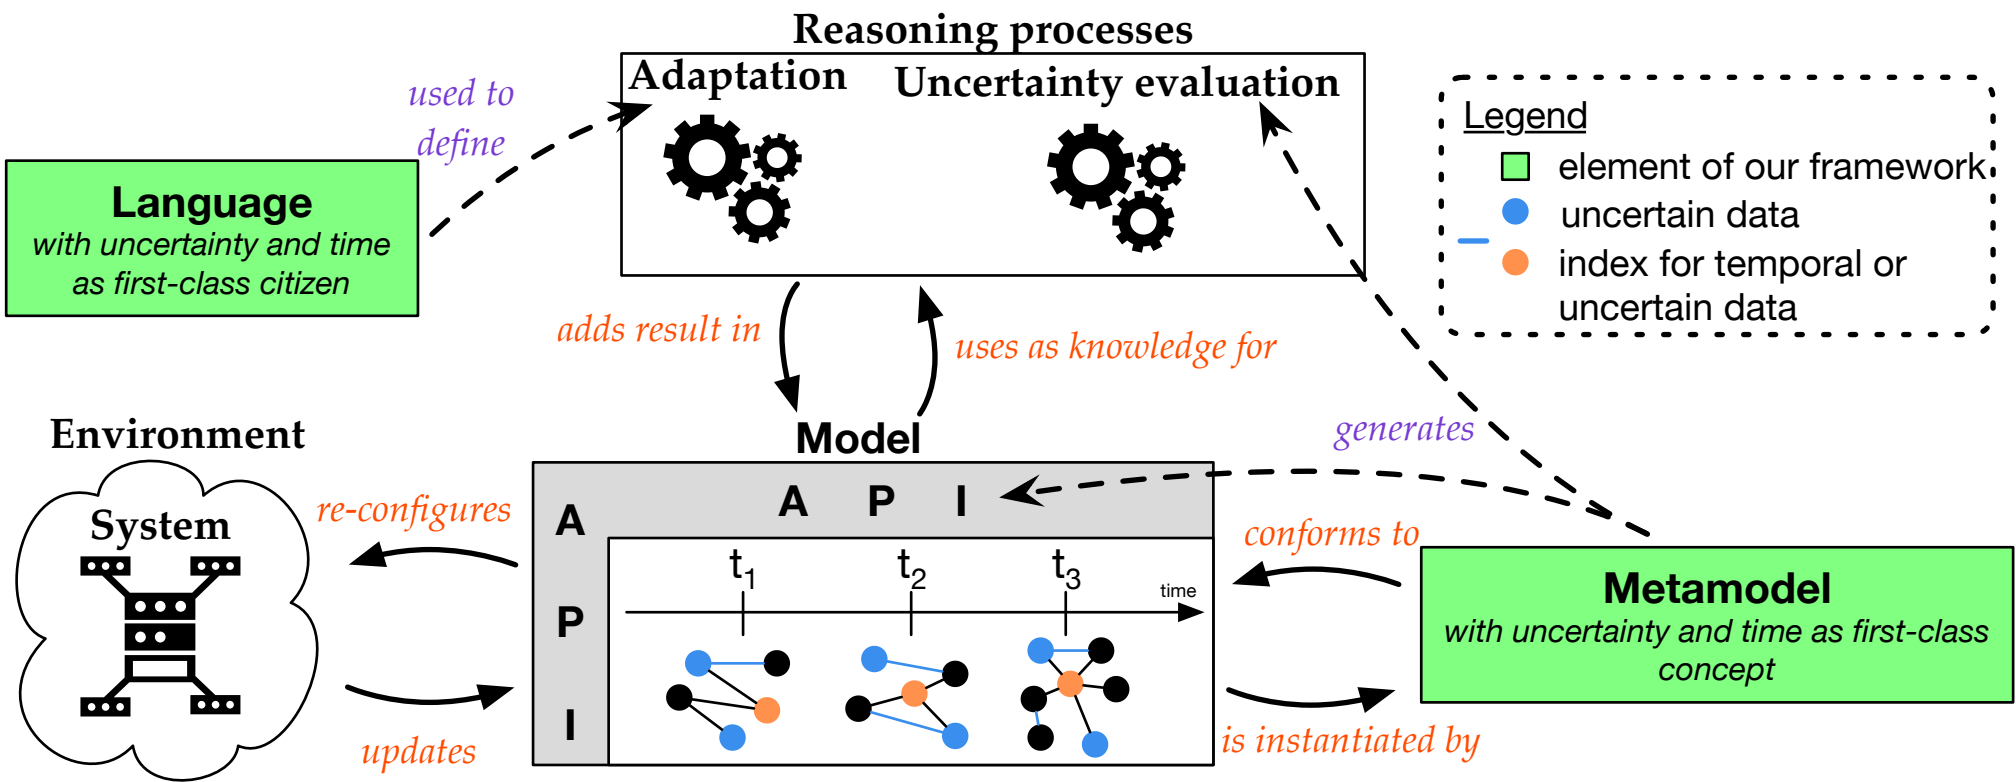 Reasoning processes
Adaptation
Uncertainty evaluation
used to
define
Language
with uncertainty and time
as first-class citizen
Legend
element of our framework
uncertain data
index for temporal or
uncertain data
adds result in
uses as knowledge for
generates
Environment
System
re-configures
updates
Model
A P I
A
P
I
t1
t2
t3
time
conforms to
is instantiated by
Metamodel
with uncertainty and time as first-class
concept